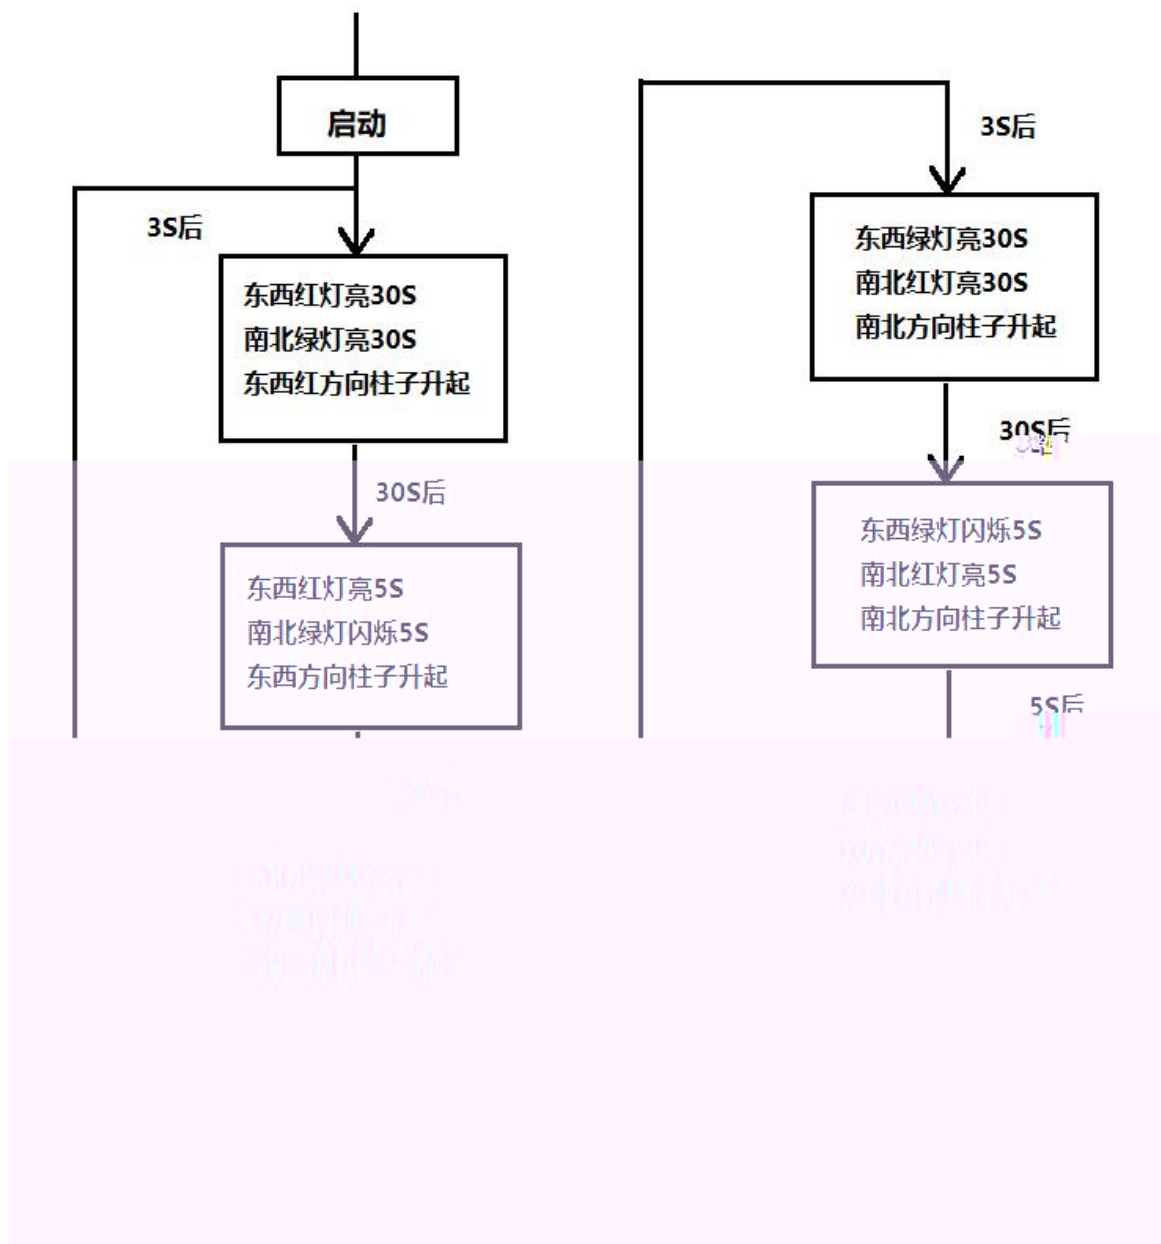 启动
3S后
东西红灯亮30S
南北绿灯亮30S
东西红方向柱子升起
30S后
东西红灯亮5S
南北绿灯闪烁5S
东西方向柱子升起
3S后
东西绿灯亮30S
南北红灯亮30S
南北方向柱子升起
30S后
东西绿灯闪烁5S
南北红灯亮5S
南北方向柱子升起
5S后